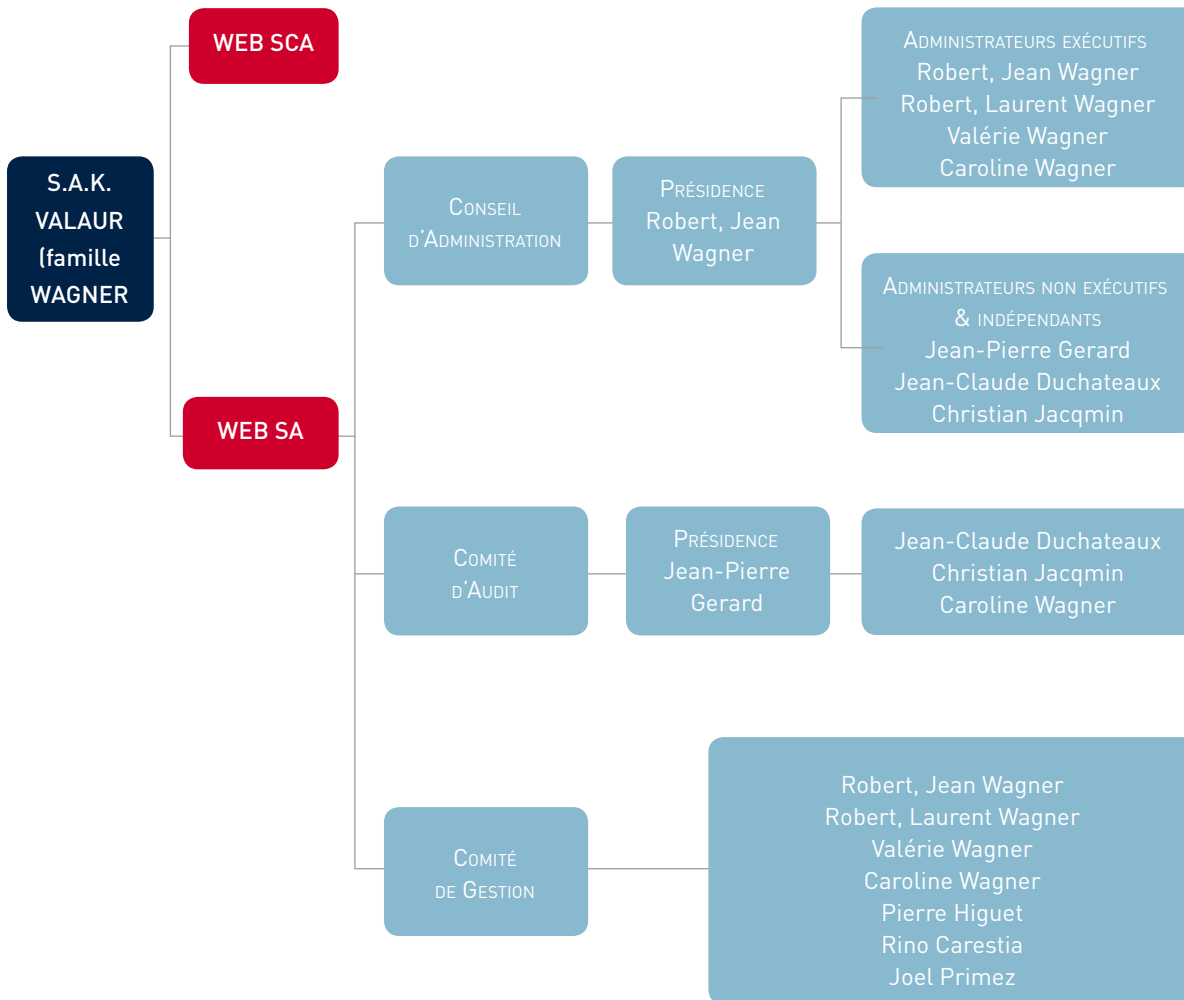 WEB SCA
S.A.K.
VALAUR
(famille
WAGNER
WEB SA
CONSEIL
D'ADMINISTRATION
PRÉSIDENCE
Robert, Jean
Wagner
ADMINISTRATEURS EXÉCUTIFS
Robert, Jean Wagner
Robert, Laurent Wagner
Valérie Wagner
Caroline Wagner
ADMINISTRATEURS NON EXÉCUTIFS
& INDÉPENDANTS
Jean-Pierre Gerard
Jean-Claude Duchateaux
Christian Jacqmin
COMITÉ
D'AUDIT
PRÉSIDENCE
Jean-Pierre
Gerard
Jean-Claude Duchateaux
Christian Jacqmin
Caroline Wagner
COMITÉ
DE GESTION
Robert, Jean Wagner
Robert, Laurent Wagner
Valérie Wagner
Caroline Wagner
Pierre Higuet
Rino Carestia
Joel Primez